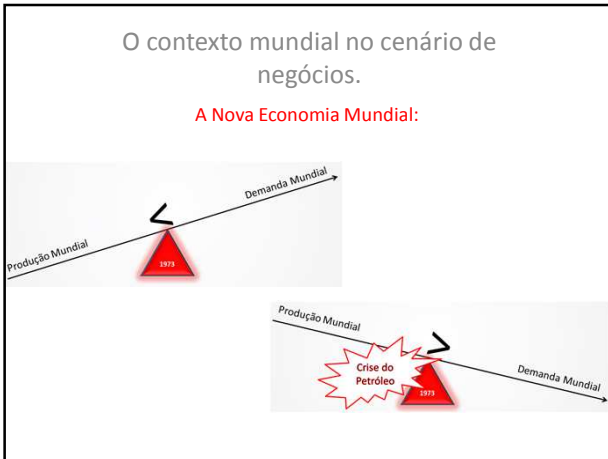 O contexto mundial no cenário de
negócios.
A Nova Economia Mundial:
Demanda Mundial
<
Produção Mundial
1973
Produção Mundial
>
Crise do
Petróleo
Demanda Mundial
1973